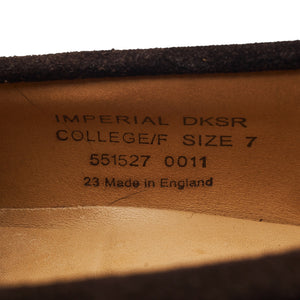 IMPERIAL DKSR
COLLEGE/F SIZE 7
551527 0011
23 Made in England